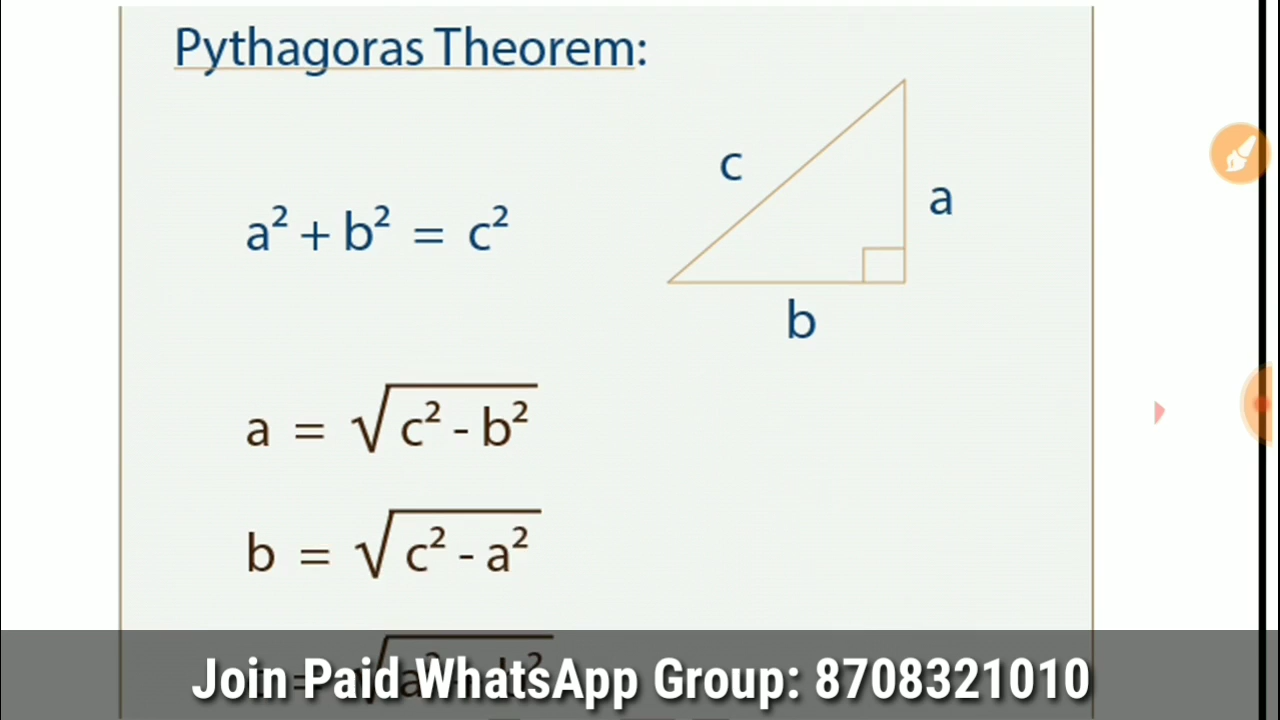 Pythagoras Theorem:
c
a
a² + b² = c²
b
a = √c² - b²
b = √c² - a²
Join Paid WhatsApp Group: 8708321010